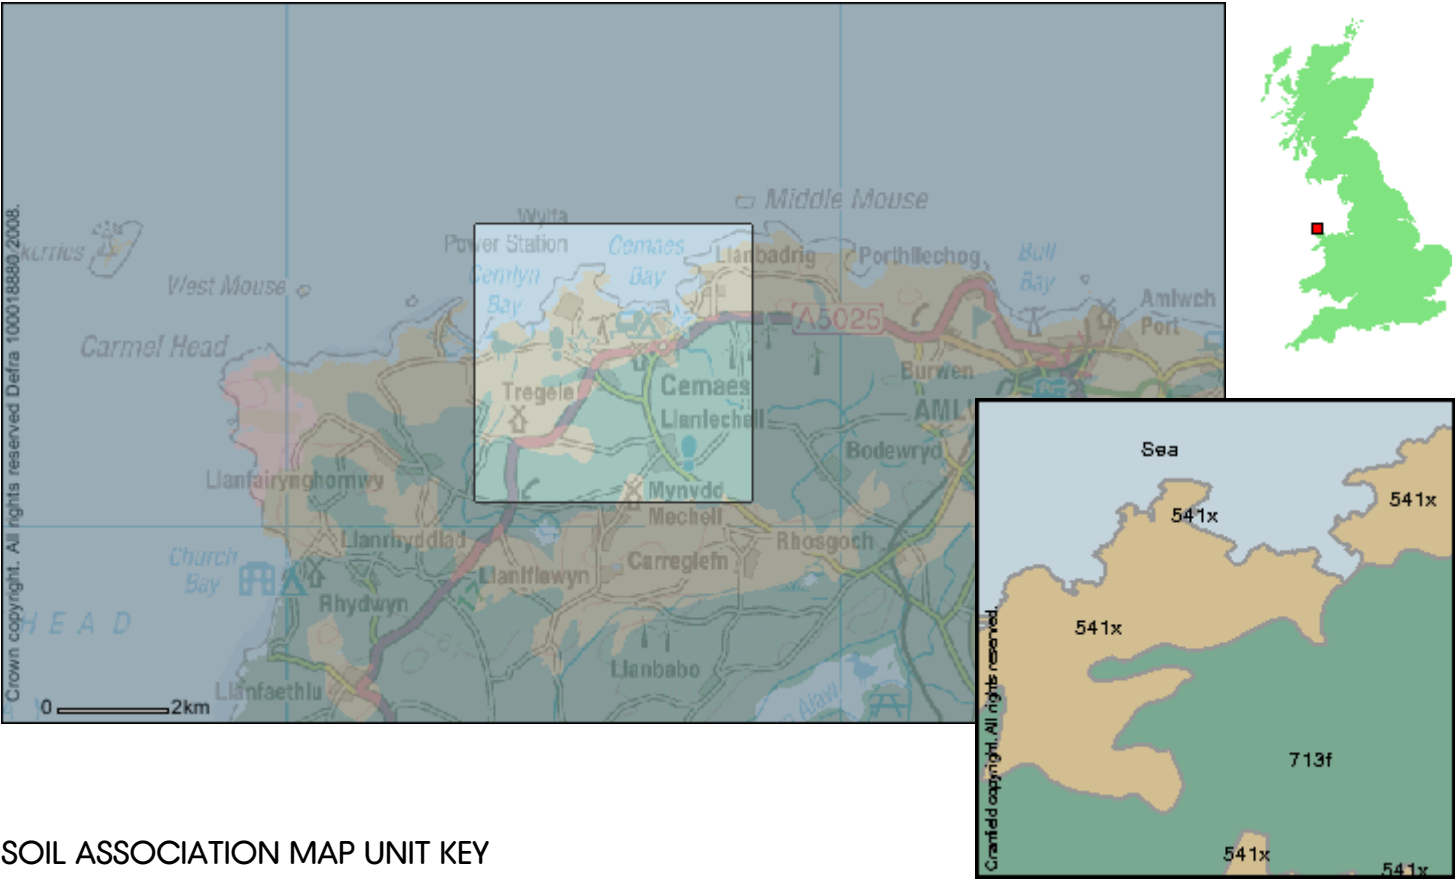 Crown copyright. All rights reserved Defra 100018880/2008.
Middle Mouse
Wylfa
Power Station
Cemaes
Bay
Llanbadrig
Porthllechog
Bull
Bay
Cemlyn
Bay
West Mouse
Amlwch
Port
A5025
Carmel Head
Burwen
Tregele
Cemaes
Llanfechell
Bodewryd
Llanfairynghornwy
Mynydd
Mechell
Llanrhyddlad
Rhosgoch
Church
Bay
Carreglefn
Llanfflewyn
Rhydwyn
HEAD
Llanbabo
Llanfaethlu
Alaw
0
2km
Sea
541x
541x
541x
713f
541x
541x
Cranfield copyright. All rights reserved.
SOIL ASSOCIATION MAP UNIT KEY